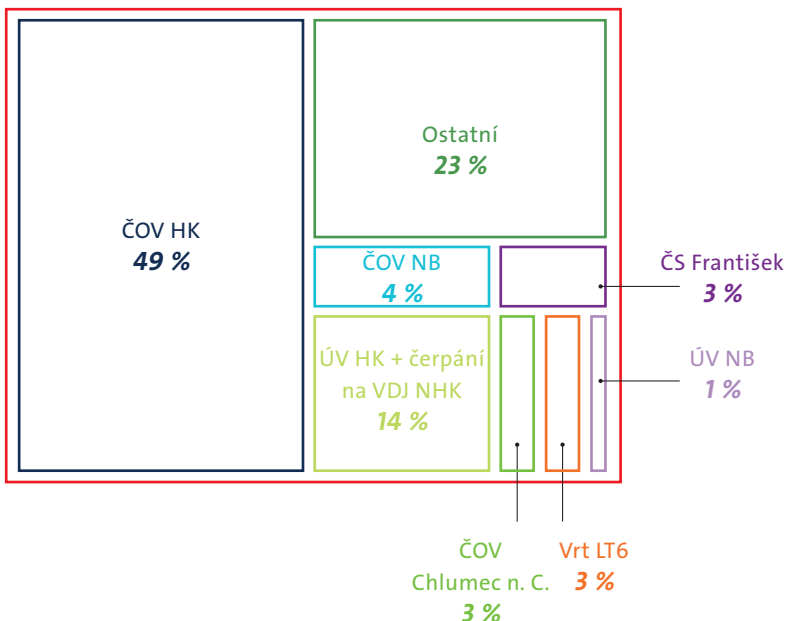 Ostatní
23 %
ČOV HK
49 %
ČOV NB
4 %
ČS František
3 %
ÚV HK + čerpání
na VDJ NHK
14 %
ÚV NB
1 %
ČOV
Chlumec n. C.
3 %
Vrt LT6
3 %